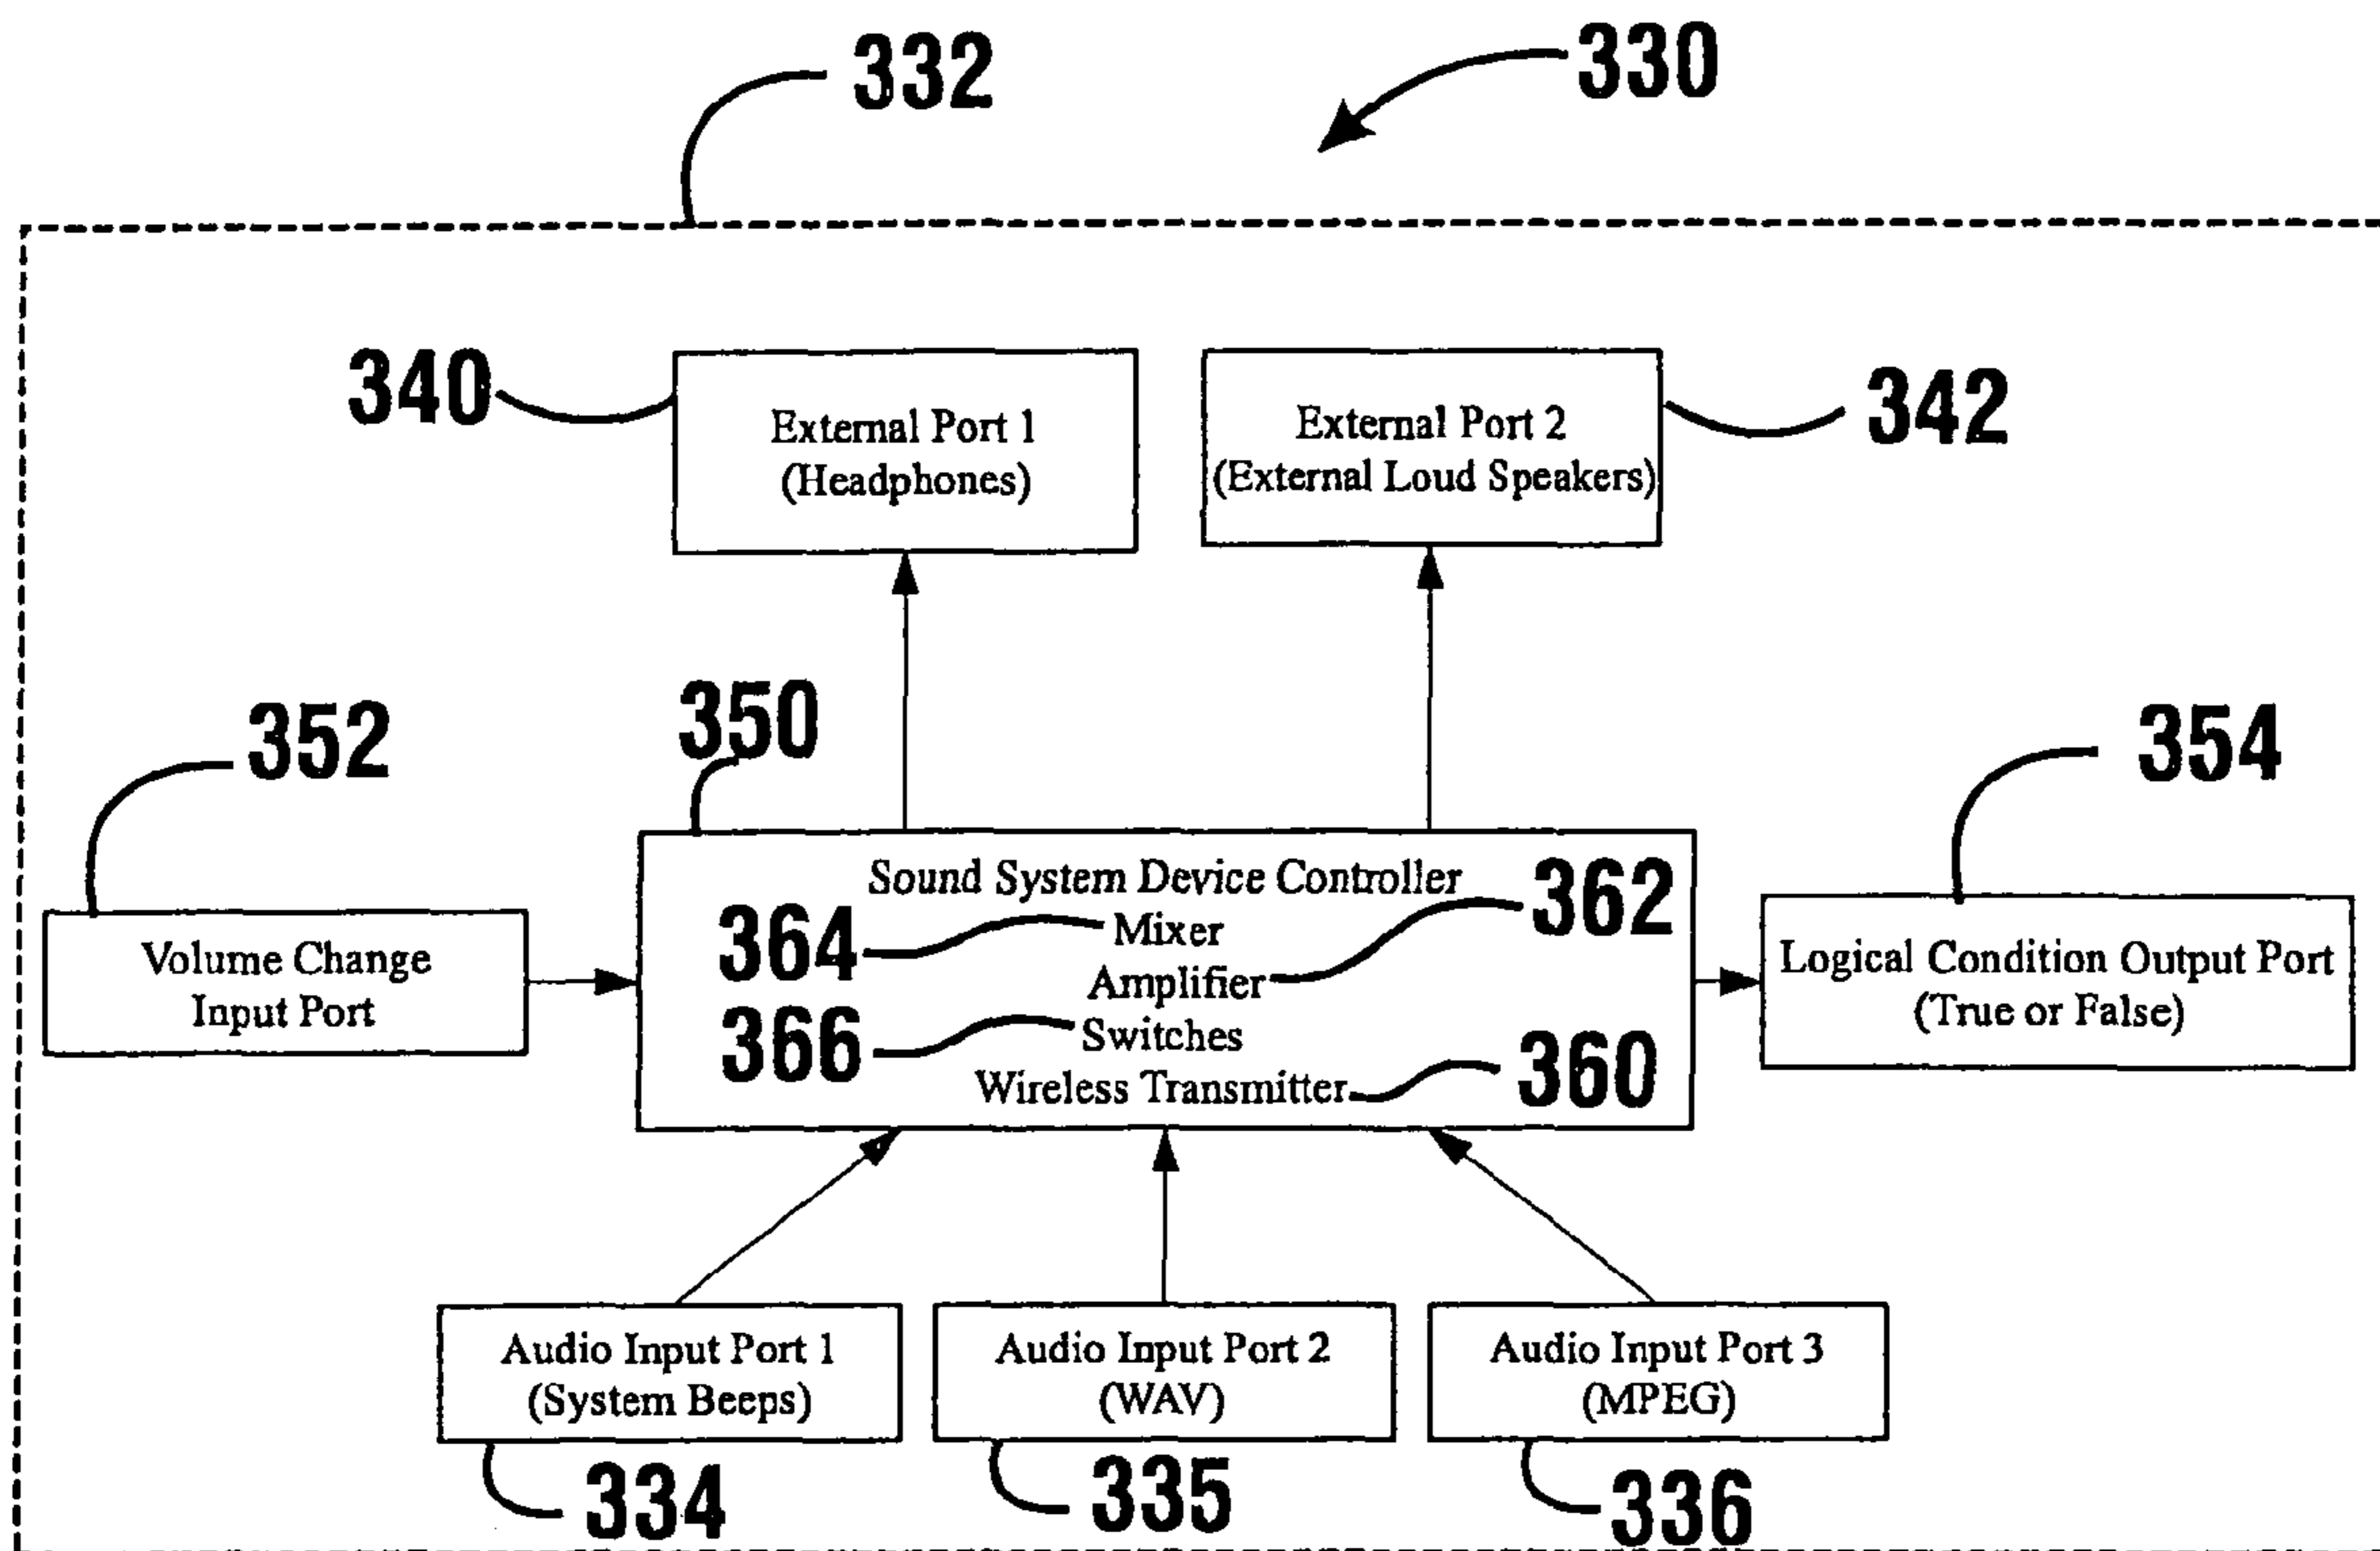 332
330
340
External Port 1
(Headphones)
External Port 2
(External Loud Speakers)
342
352
350
354
Volume Change
Input Port
Sound System Device Controller
362
364
Mixer
Amplifier
366
Switches
Wireless Transmitter
360
Logical Condition Output Port
(True or False)
Audio Input Port 1
(System Beeps)
Audio Input Port 2
(WAV)
Audio Input Port 3
(MPEG)
334
335
336